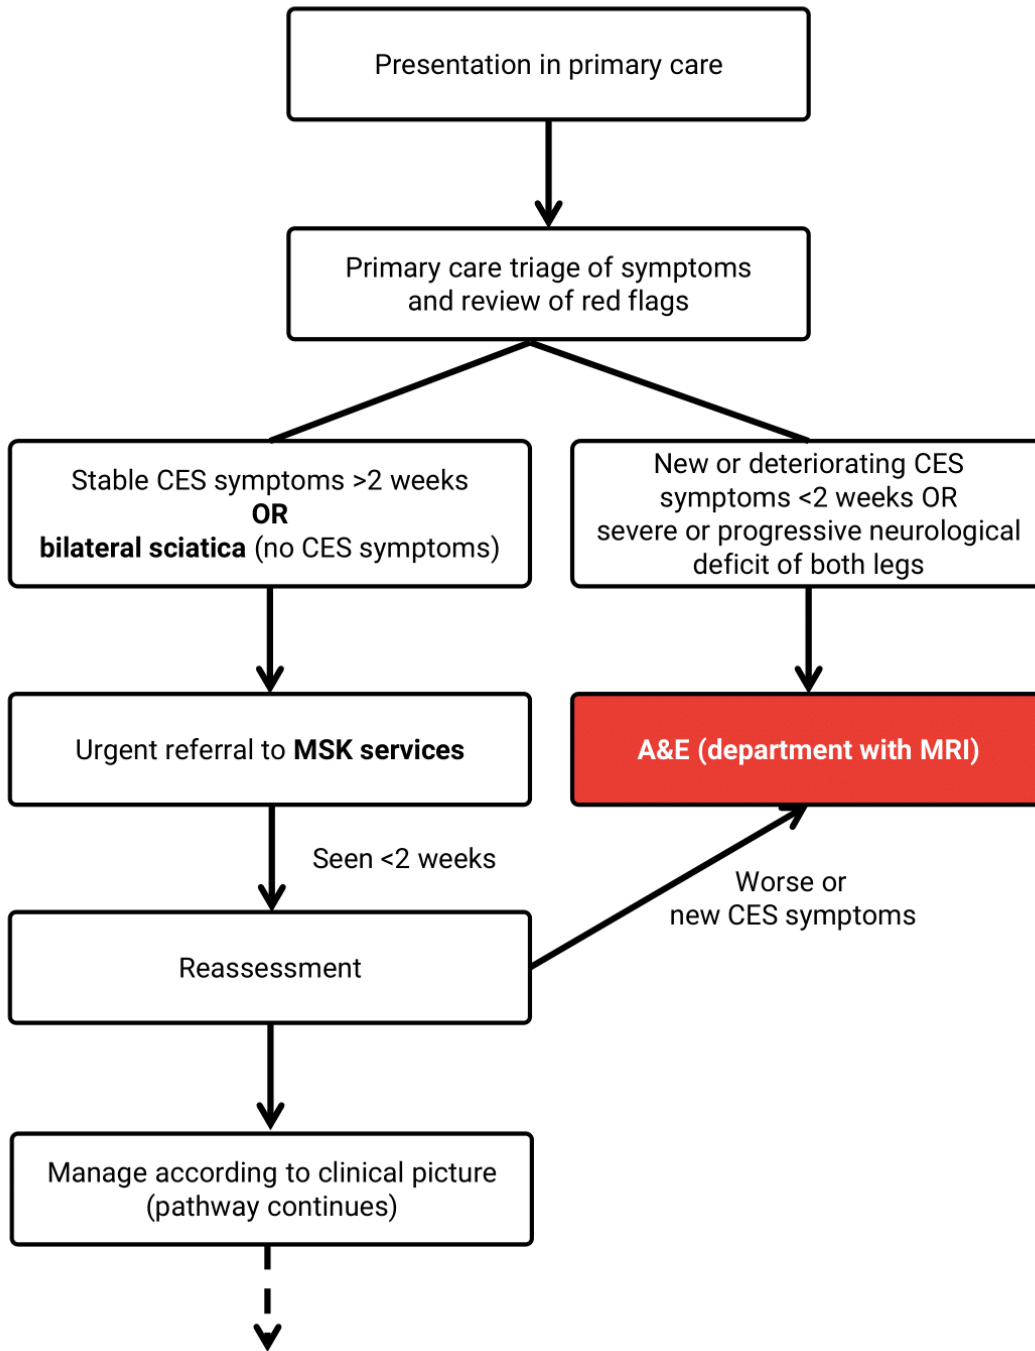 Presentation in primary care
Primary care triage of symptoms
and review of red flags
Stable CES symptoms >2 weeks
OR
bilateral sciatica (no CES symptoms)
New or deteriorating CES
symptoms <2 weeks OR
severe or progressive neurological
deficit of both legs
Urgent referral to MSK services
A&E (department with MRI)
Seen <2 weeks
Worse or
new CES symptoms
Reassessment
Manage according to clinical picture
(pathway continues)